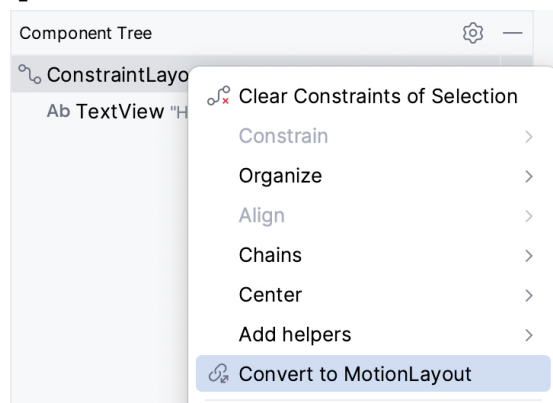 Component Tree
ConstraintLayo
Ab TextView "H
Clear Constraints of Selection
Constrain
Organize
Align
Chains
Center
Add helpers
Convert to MotionLayout